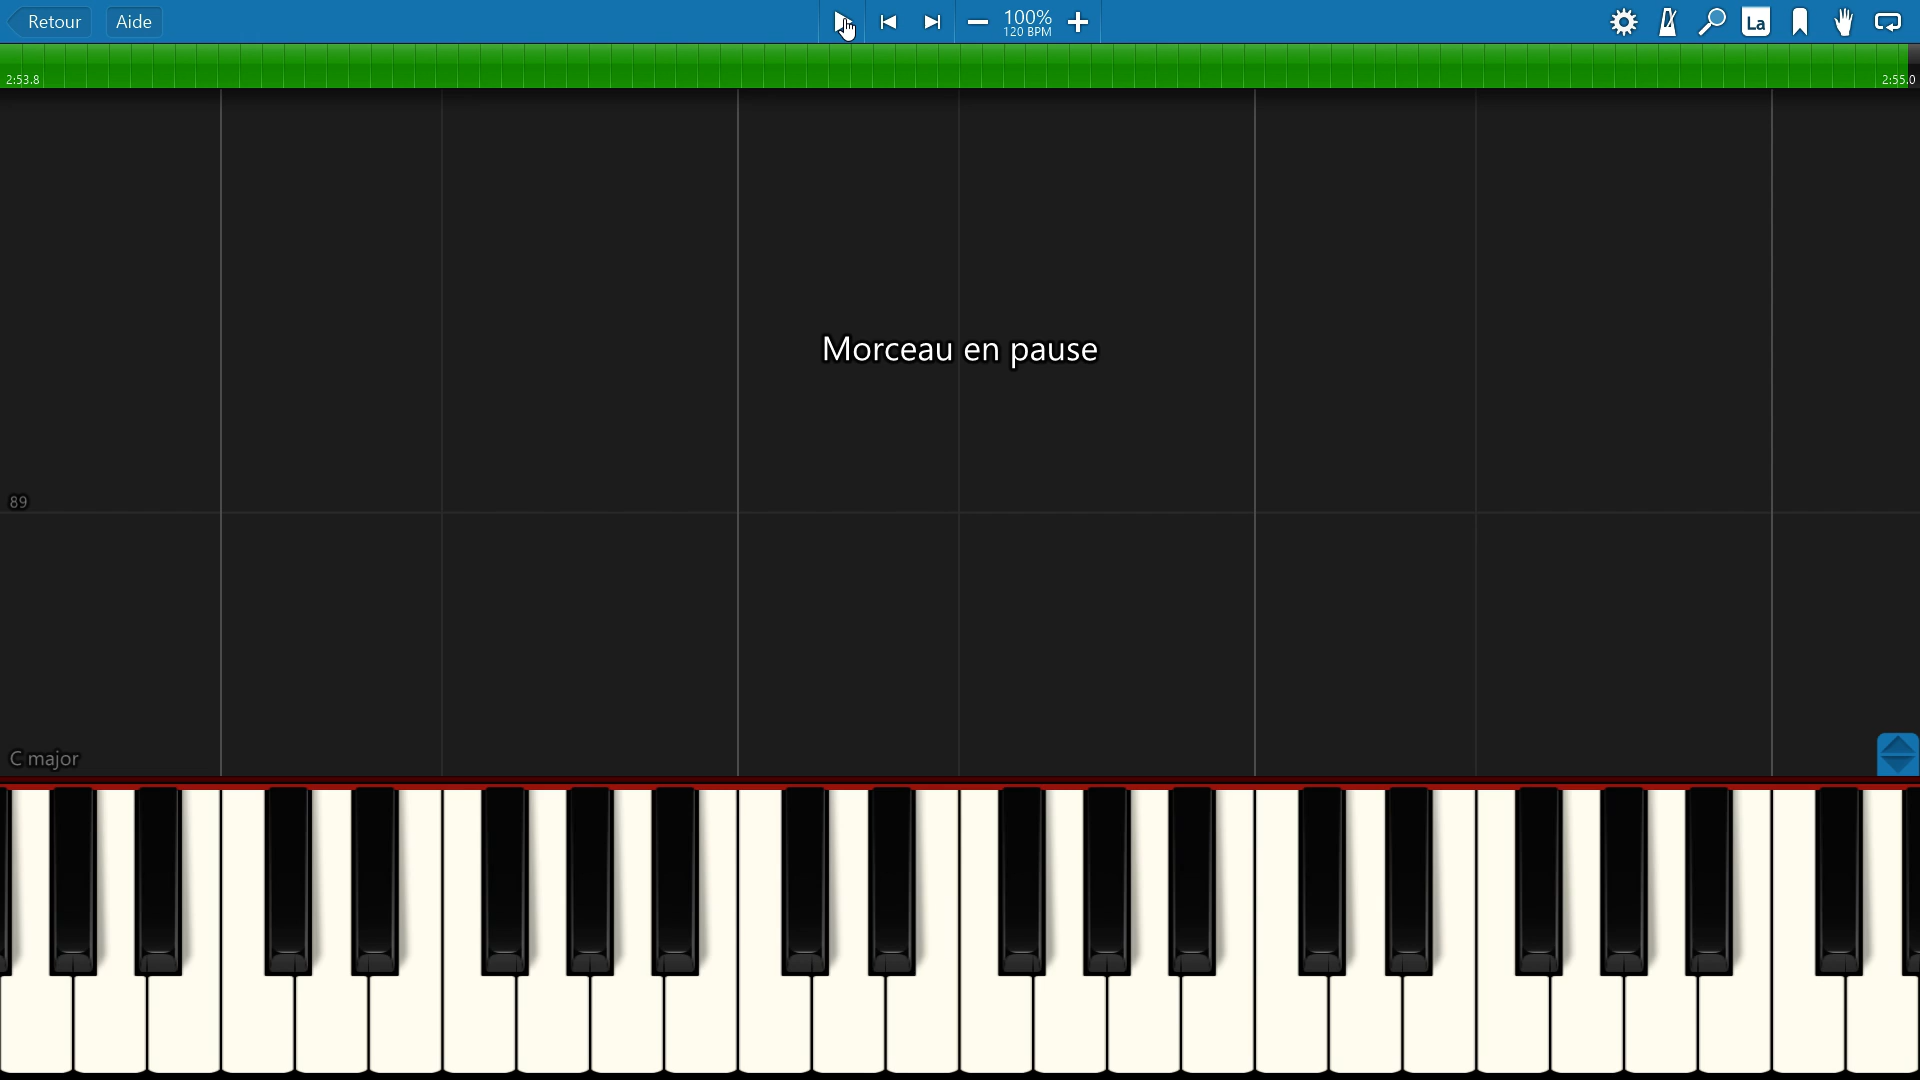 Retour
Aide
100%
120 BPM
La
2:53.8
2:55.0
Morceau en pause
89
C major